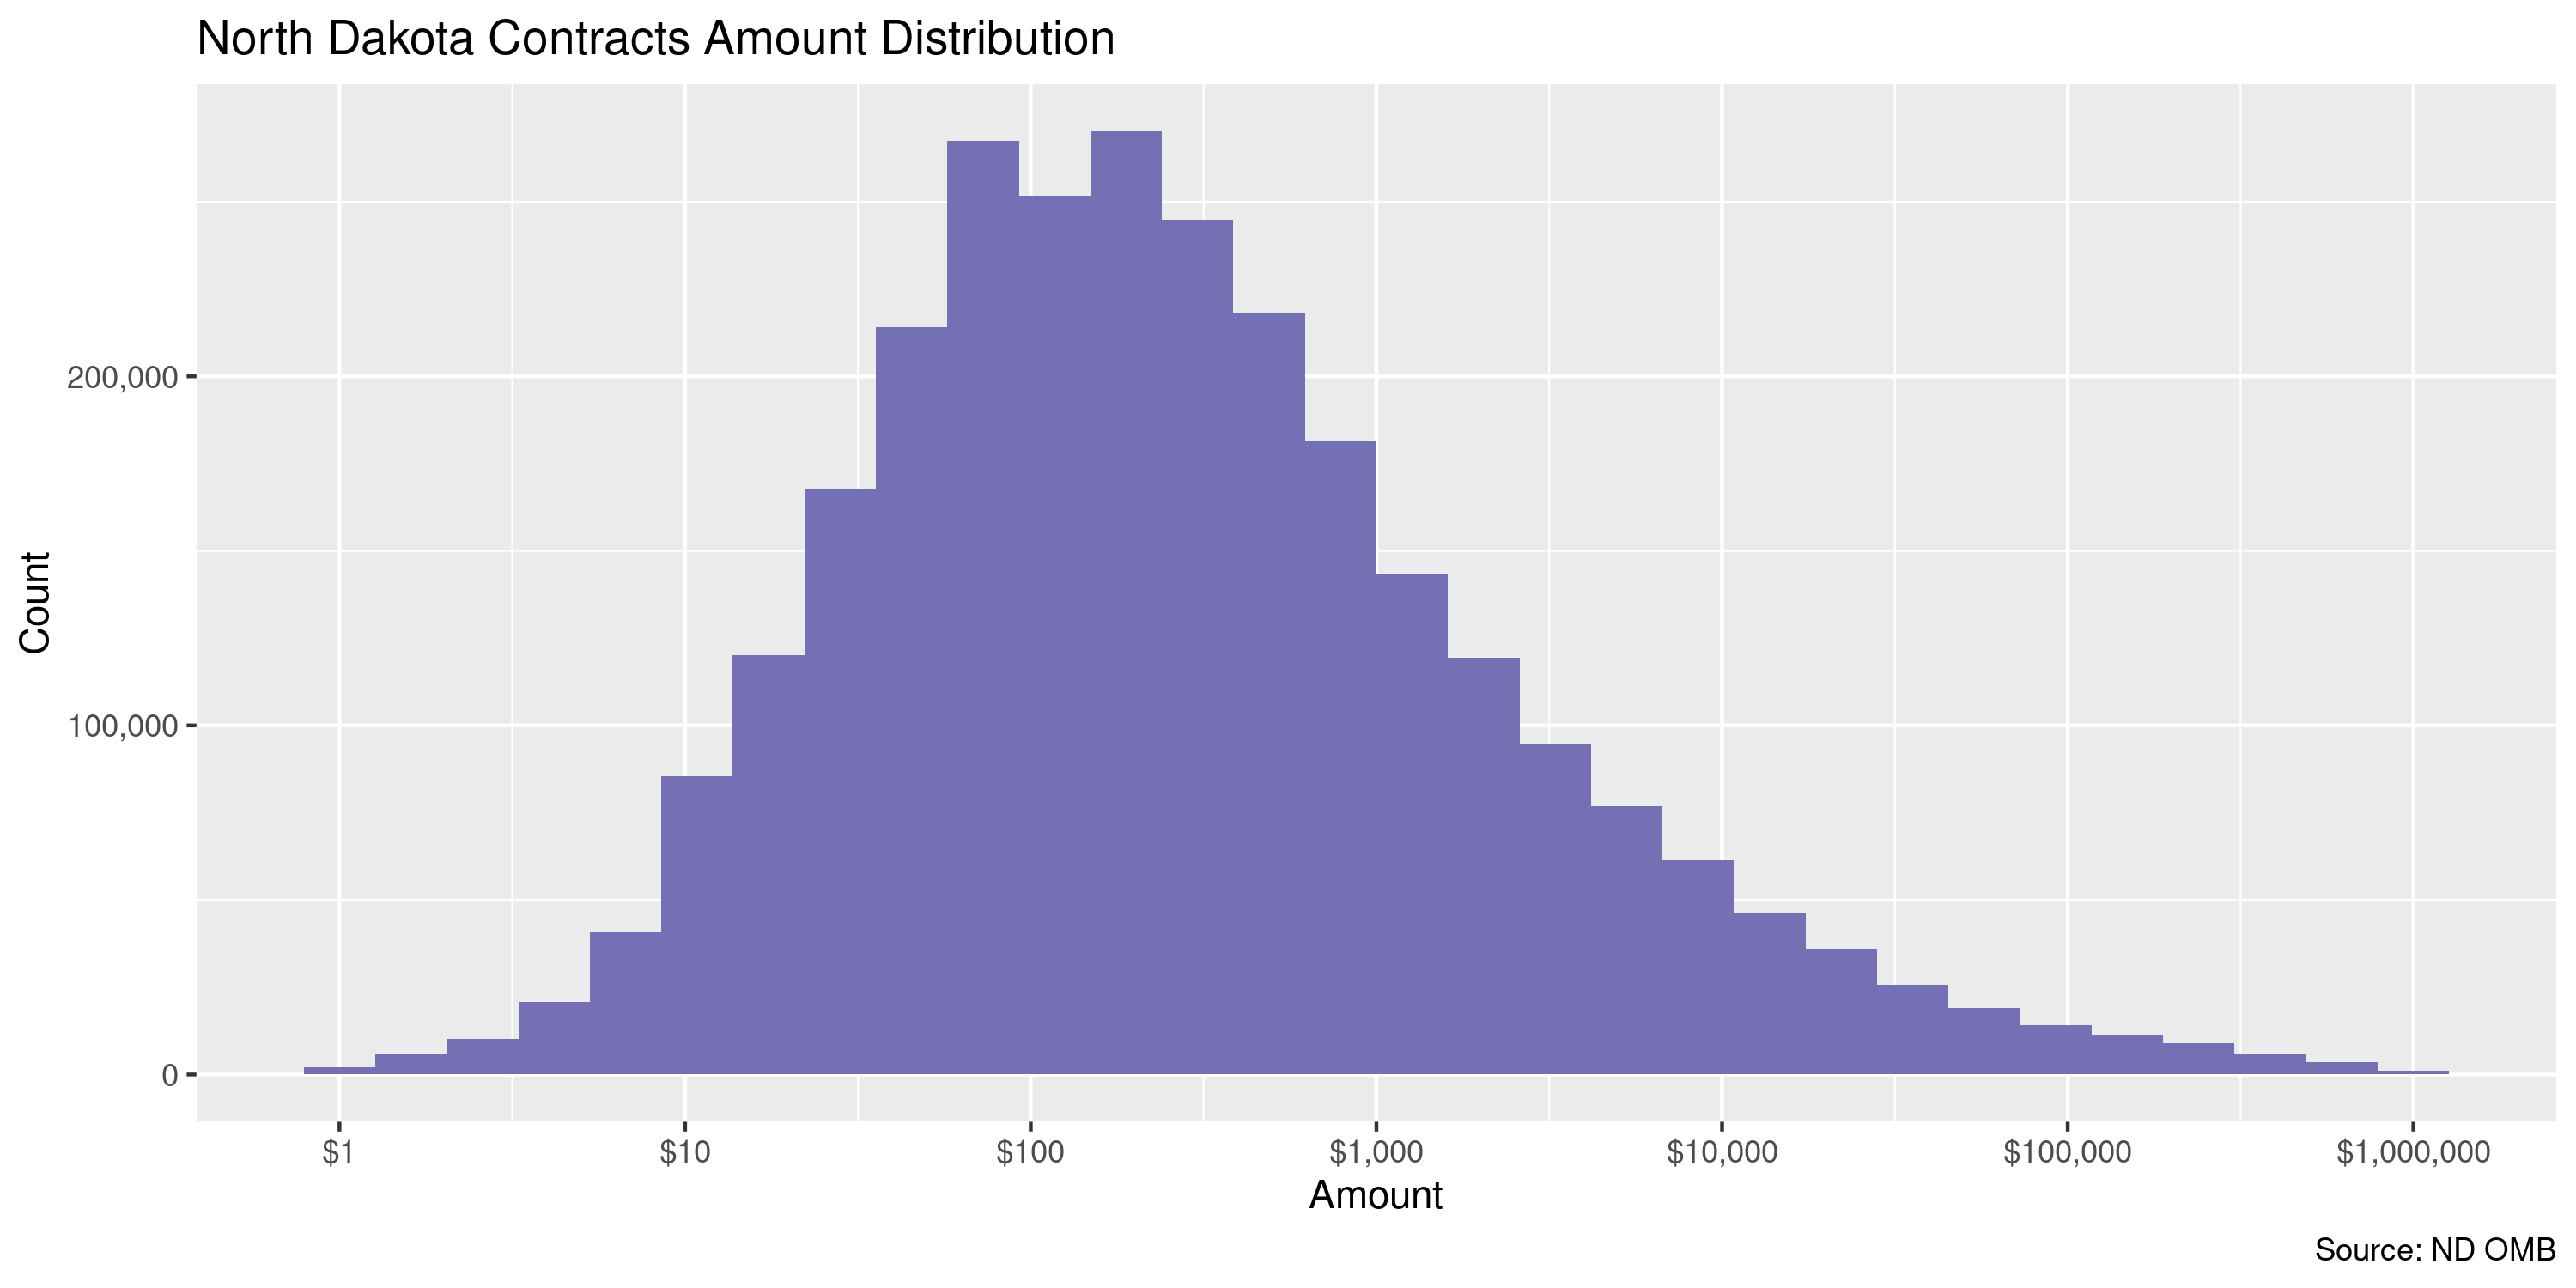 North Dakota Contracts Amount Distribution
Count
200,000
100,000
0
$1 $10 $100 $1,000 $10,000 $100,000 $1,000,000
Amount
Source: ND OMB